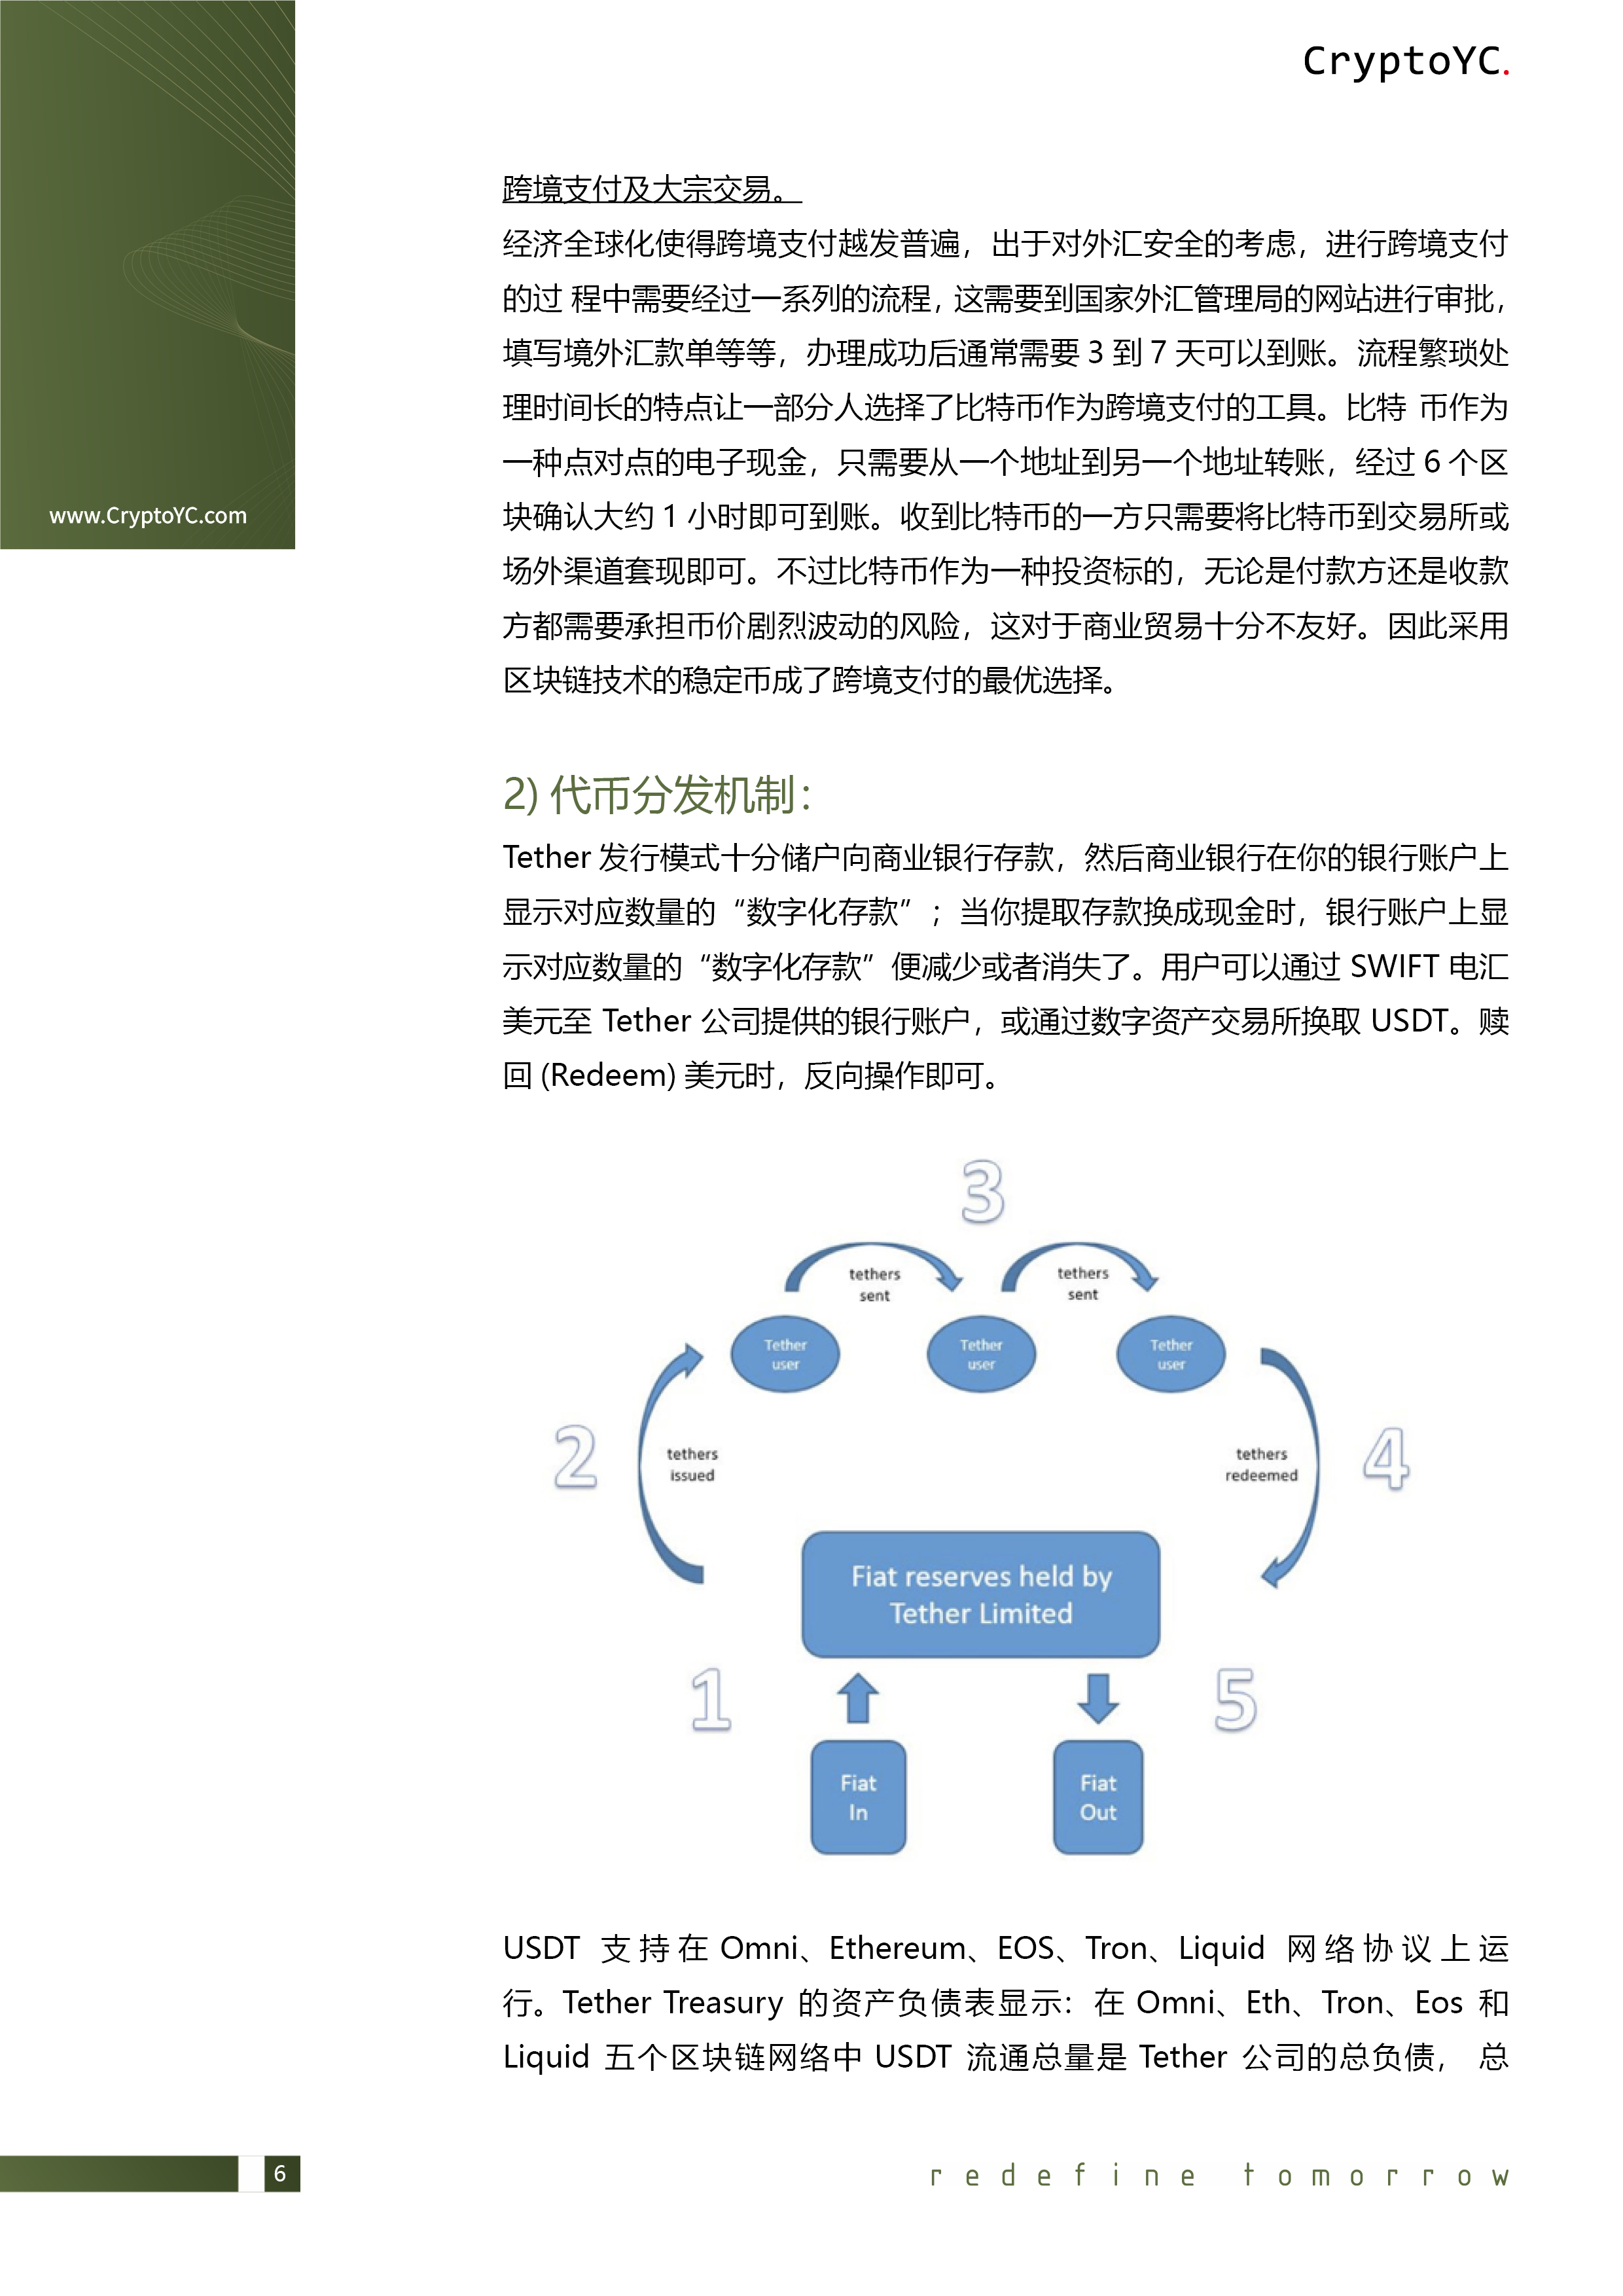 CryptoYC.
www.CryptoYC.com
跨境支付及大宗交易。
经济全球化使得跨境支付越发普遍，出于对外汇安全的考虑，进行跨境支付
的过 程中需要经过一系列的流程，这需要到国家外汇管理局的网站进行审批，
填写境外汇款单等等，办理成功后通常需要 3 到 7 天可以到账。流程繁琐处
理时间长的特点让一部分人选择了比特币作为跨境支付的工具。比特 币作为
一种点对点的电子现金，只需要从一个地址到另一个地址转账，经过 6 个区
块确认大约 1 小时即可到账。收到比特币的一方只需要将比特币到交易所或
场外渠道套现即可。不过比特币作为一种投资标的，无论是付款方还是收款
方都需要承担币价剧烈波动的风险，这对于商业贸易十分不友好。因此采用
区块链技术的稳定币成了跨境支付的最优选择。
2) 代币分发机制：
Tether 发行模式十分储户向商业银行存款，然后商业银行在你的银行账户上
显示对应数量的“数字化存款”；当你提取存款换成现金时，银行账户上显
示对应数量的“数字化存款”便减少或者消失了。用户可以通过 SWIFT 电汇
美元至 Tether 公司提供的银行账户，或通过数字资产交易所换取 USDT。赎
回 (Redeem) 美元时，反向操作即可。
3
tethers
sent
tethers
sent
Tether
user
Tether
user
Tether
user
2
tethers
issued
tethers
redeemed
4
Fiat reserves held by
Tether Limited
1
5
Fiat
In
Fiat
Out
USDT 支持在 Omni、Ethereum、EOS、Tron、Liquid 网络协议上运
行。Tether Treasury 的资产负债表显示：在 Omni、Eth、Tron、Eos 和
Liquid 五个区块链网络中 USDT 流通总量是 Tether 公司的总负债， 总
6
redefine tomorrow